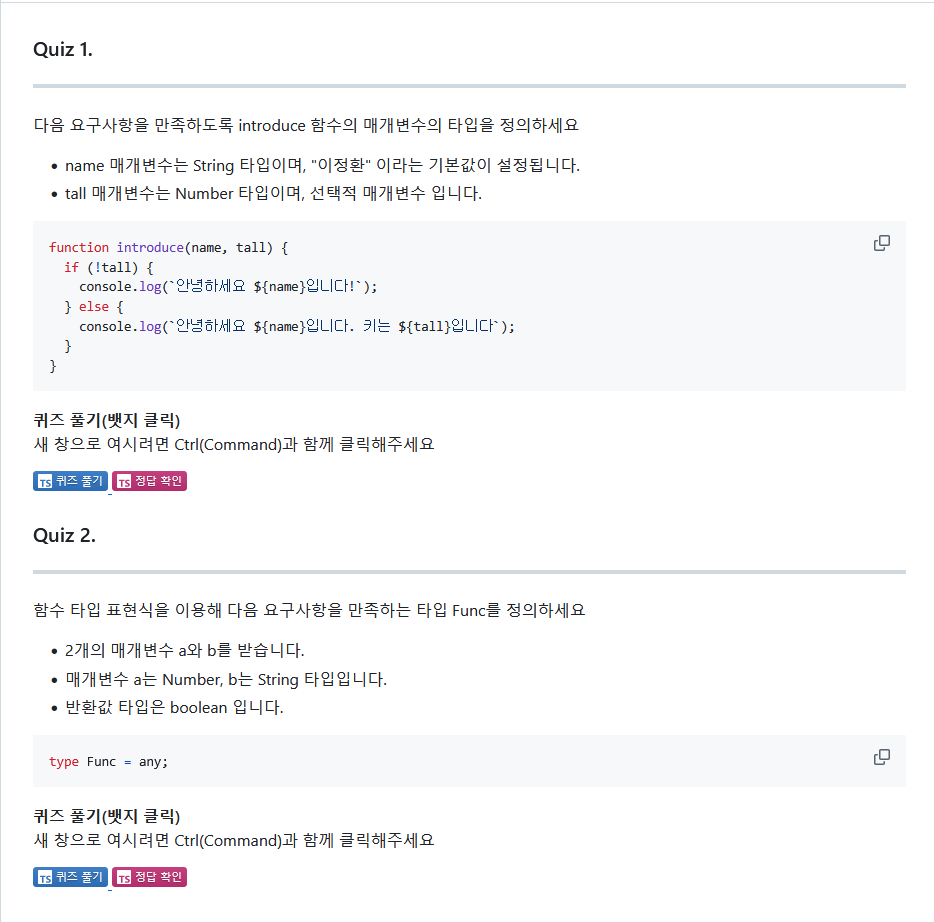 Quiz 1.
다음 요구사항을 만족하도록 introduce 함수의 매개변수의 타입을 정의하세요
• name 매개변수는 String 타입이며, "이정환" 이라는 기본값이 설정됩니다.
• tall 매개변수는 Number 타입이며, 선택적 매개변수 입니다.
function introduce(name, tall) {
  if (!tall) {
    console.log(`안녕하세요 ${name}입니다!`);
  } else {
    console.log(`안녕하세요 ${name}입니다. 키는 ${tall}입니다`);
  }
}
퀴즈 풀기(뱃지 클릭)
새 창으로 여시려면 Ctrl(Command)과 함께 클릭해주세요
TS 퀴즈 풀기 TS 정답 확인
Quiz 2.
함수 타입 표현식을 이용해 다음 요구사항을 만족하는 타입 Func를 정의하세요
• 2개의 매개변수 a와 b를 받습니다.
• 매개변수 a는 Number, b는 String 타입입니다.
• 반환값 타입은 boolean 입니다.
type Func = any;
퀴즈 풀기(뱃지 클릭)
새 창으로 여시려면 Ctrl(Command)과 함께 클릭해주세요
TS 퀴즈 풀기 TS 정답 확인